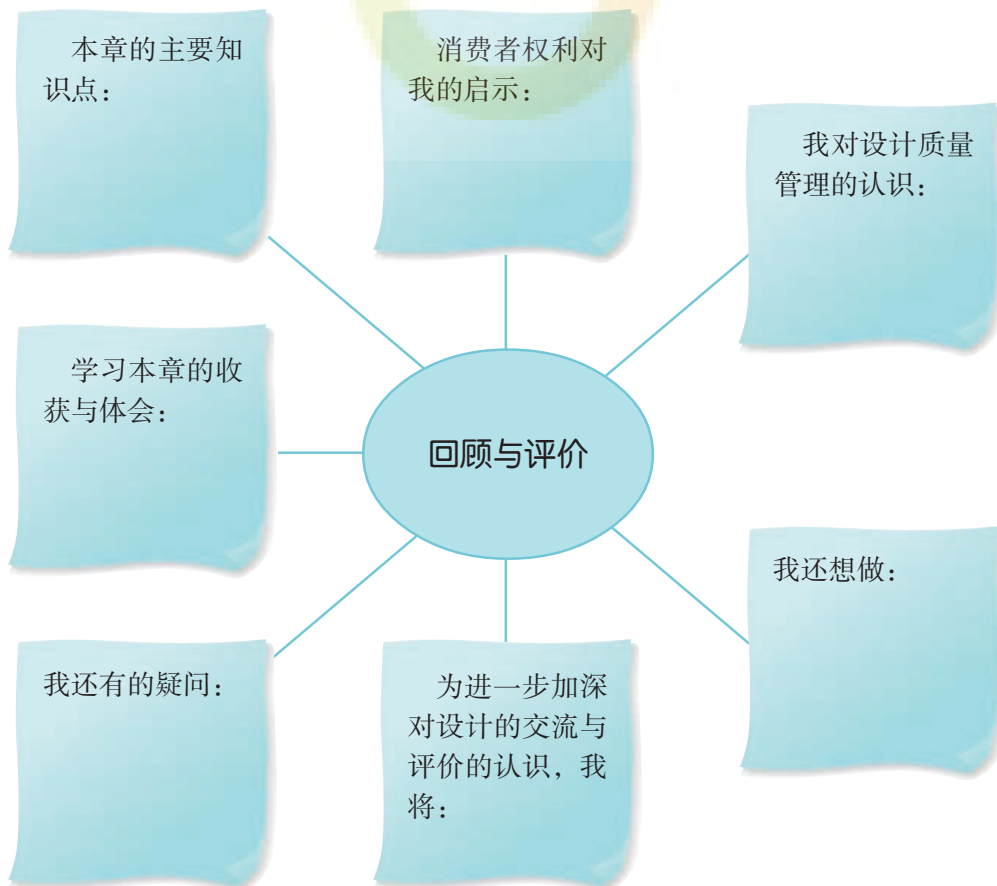 本章的主要知
识点：
消费者权利对
我的启示：
我对设计质量
管理的认识：
学习本章的收
获与体会：
回顾与评价
我还想做：
我还有的疑问：
为进一步加深
对设计的交流与
评价的认识，我
将：